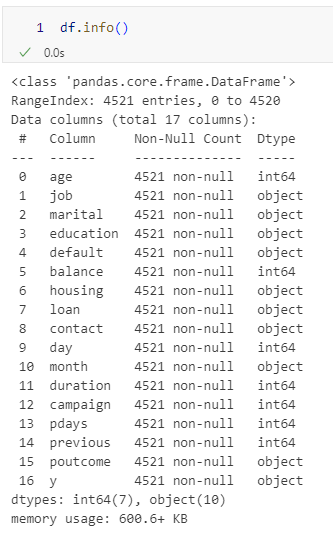 1 df.info()
0.0s
<class 'pandas.core.frame.DataFrame'>
RangeIndex: 4521 entries, 0 to 4520
Data columns (total 17 columns):
 #   Column     Non-Null Count  Dtype
---  ------     --------------  -----
 0   age        4521 non-null   int64
 1   job        4521 non-null   object
 2   marital    4521 non-null   object
 3   education  4521 non-null   object
 4   default    4521 non-null   object
 5   balance    4521 non-null   int64
 6   housing    4521 non-null   object
 7   loan       4521 non-null   object
 8   contact    4521 non-null   object
 9   day        4521 non-null   int64
 10  month      4521 non-null   object
 11  duration   4521 non-null   int64
 12  campaign   4521 non-null   int64
 13  pdays      4521 non-null   int64
 14  previous   4521 non-null   int64
 15  poutcome   4521 non-null   object
 16  y          4521 non-null   object
dtypes: int64(7), object(10)
memory usage: 600.6+ KB